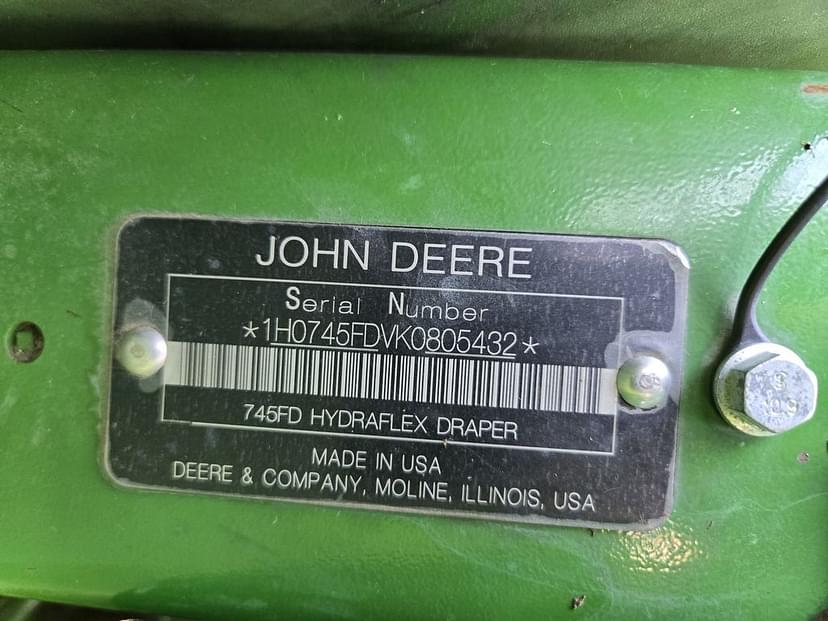 JOHN DEERE
Serial Number
*1H0745FDVK0805432*
745FD HYDRAFLEX DRAPER
MADE IN USA
DEERE & COMPANY, MOLINE, ILLINOIS, USA